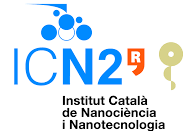 ICN2
R
Institut Català
de Nanociència
i Nanotecnologia